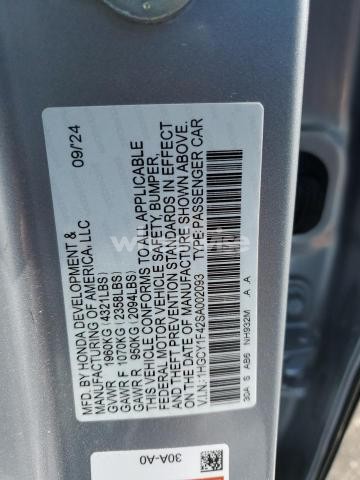 MFD. BY HONDA DEVELOPMENT & 09/24
MANUFACTURING OF AMERICA, LLC
GVWR 1960KG (4321LBS)
GAWR F 1070KG (2358LBS)
GAWR R 950KG (2094LBS)
THIS VEHICLE CONFORMS TO ALL APPLICABLE
FEDERAL MOTOR VEHICLE SAFETY, BUMPER,
AND THEFT PREVENTION STANDARDS IN EFFECT
ON THE DATE OF MANUFACTURE SHOWN ABOVE.
V.I.N.: 1HGCY1F42SA002093 TYPE: PASSENGER CAR
30A S AB6 NH932M A A
30A-A0